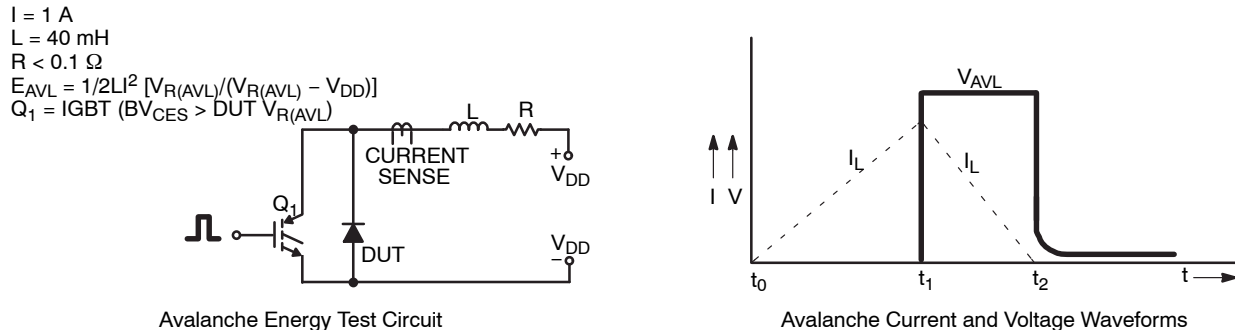 I = 1 A
L = 40 mH
R < 0.1 Ω
E_AVL = 1/2LI² [V_R(AVL)/(V_R(AVL) − V_DD)]
Q₁ = IGBT (BV_CES > DUT V_R(AVL))
L
R
CURRENT
SENSE
+
V_DD
Q₁
DUT
V_DD
−
Avalanche Energy Test Circuit
V_AVL
I_L
I_L
I V
t₀
t₁
t₂
t
Avalanche Current and Voltage Waveforms